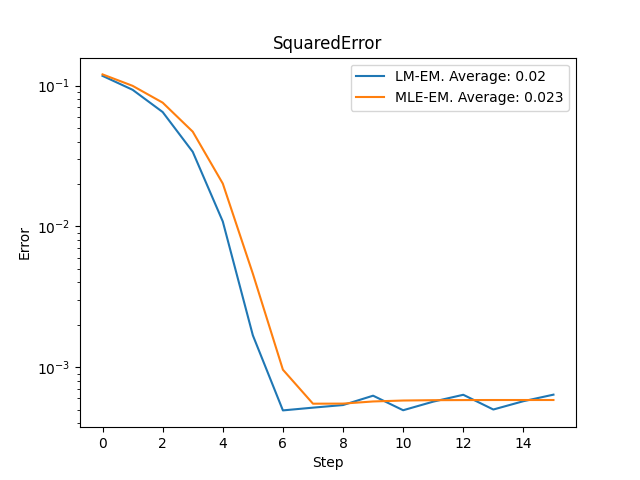 SquaredError
LM-EM. Average: 0.02
MLE-EM. Average: 0.023
Error
10⁻¹
10⁻²
10⁻³
0 2 4 6 8 10 12 14
Step